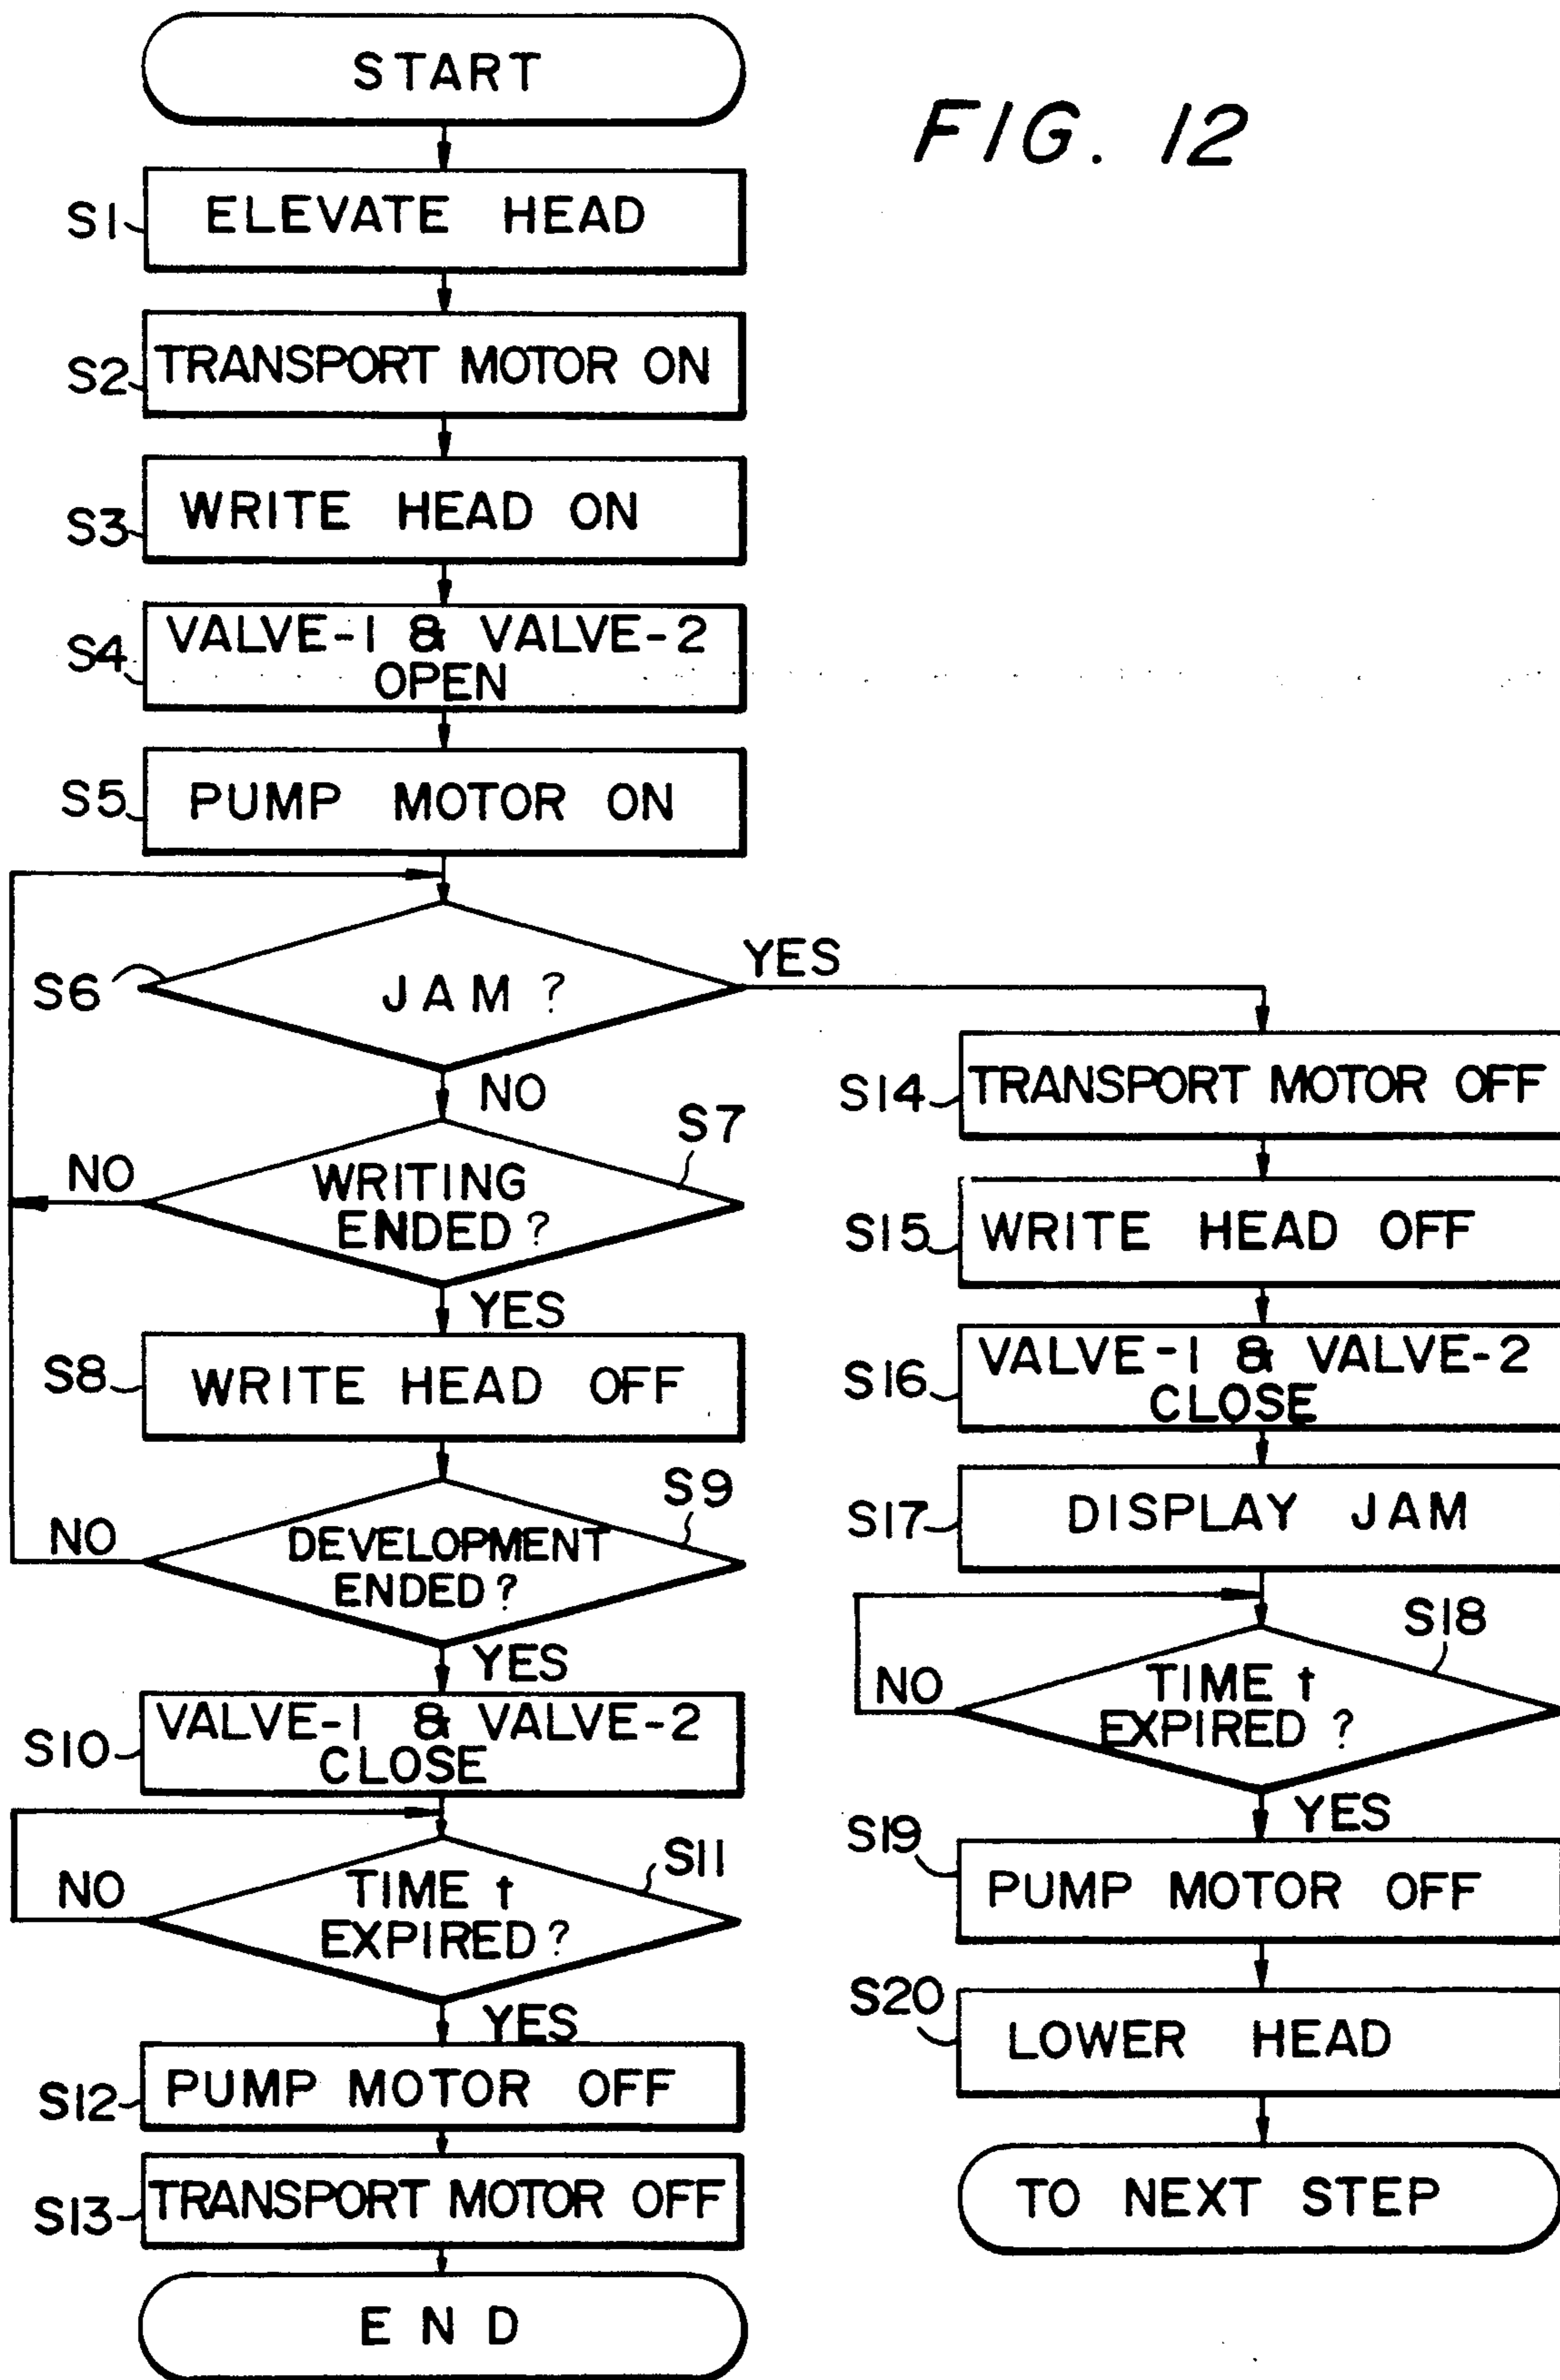 FIG. 12
START
S1
ELEVATE HEAD
S2
TRANSPORT MOTOR ON
S3
WRITE HEAD ON
S4
VALVE-1 & VALVE-2
OPEN
S5
PUMP MOTOR ON
S6
JAM ?
YES
NO
S7
WRITING
ENDED ?
NO
YES
S8
WRITE HEAD OFF
S9
DEVELOPMENT
ENDED ?
NO
YES
S10
VALVE-1 & VALVE-2
CLOSE
S11
TIME t
EXPIRED ?
NO
YES
S12
PUMP MOTOR OFF
S13
TRANSPORT MOTOR OFF
END
S14
TRANSPORT MOTOR OFF
S15
WRITE HEAD OFF
S16
VALVE-1 & VALVE-2
CLOSE
S17
DISPLAY JAM
S18
TIME t
EXPIRED ?
NO
YES
S19
PUMP MOTOR OFF
S20
LOWER HEAD
TO NEXT STEP